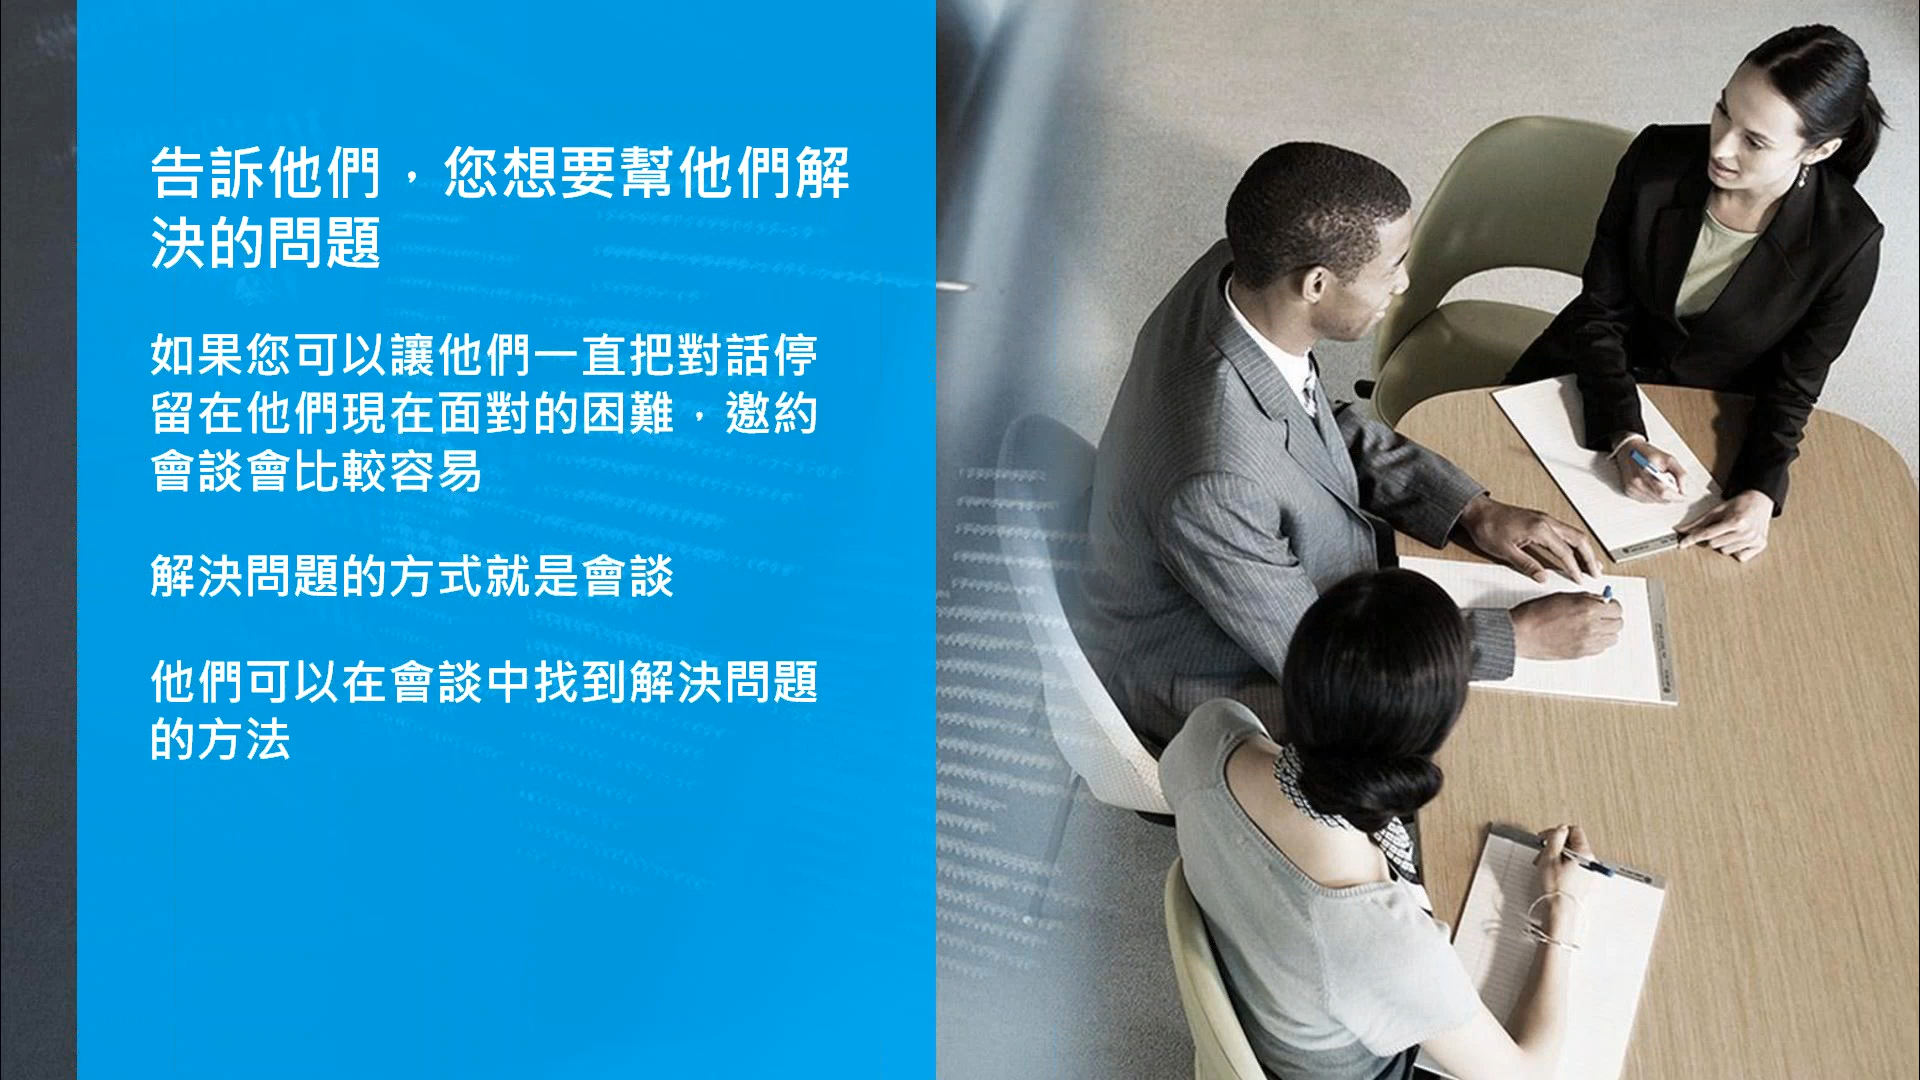 告訴他們，您想要幫他們解
決的問題
如果您可以讓他們一直把對話停
留在他們現在面對的困難，邀約
會談會比較容易
解決問題的方式就是會談
他們可以在會談中找到解決問題
的方法